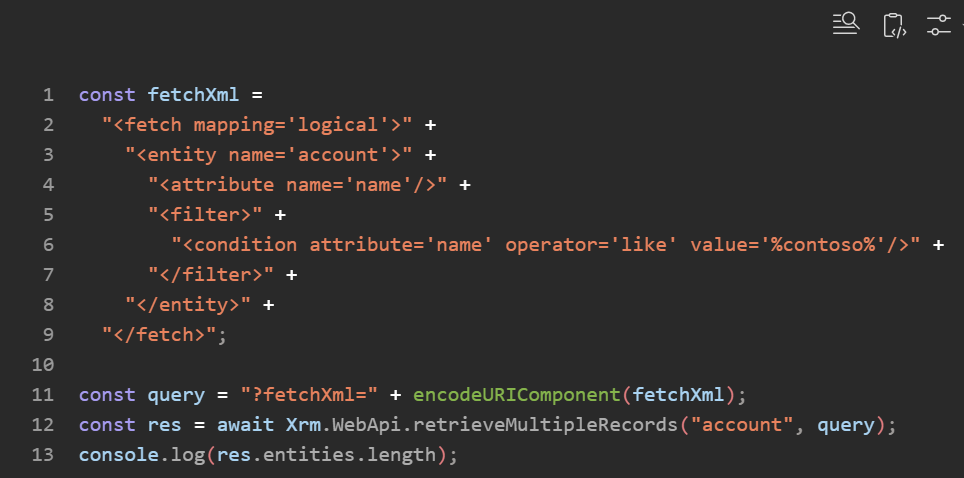 1 const fetchXml =
2   "<fetch mapping='logical'>" +
3     "<entity name='account'>" +
4       "<attribute name='name'/>" +
5       "<filter>" +
6         "<condition attribute='name' operator='like' value='%contoso%'/>" +
7       "</filter>" +
8     "</entity>" +
9   "</fetch>";
10
11 const query = "?fetchXml=" + encodeURIComponent(fetchXml);
12 const res = await Xrm.WebApi.retrieveMultipleRecords("account", query);
13 console.log(res.entities.length);